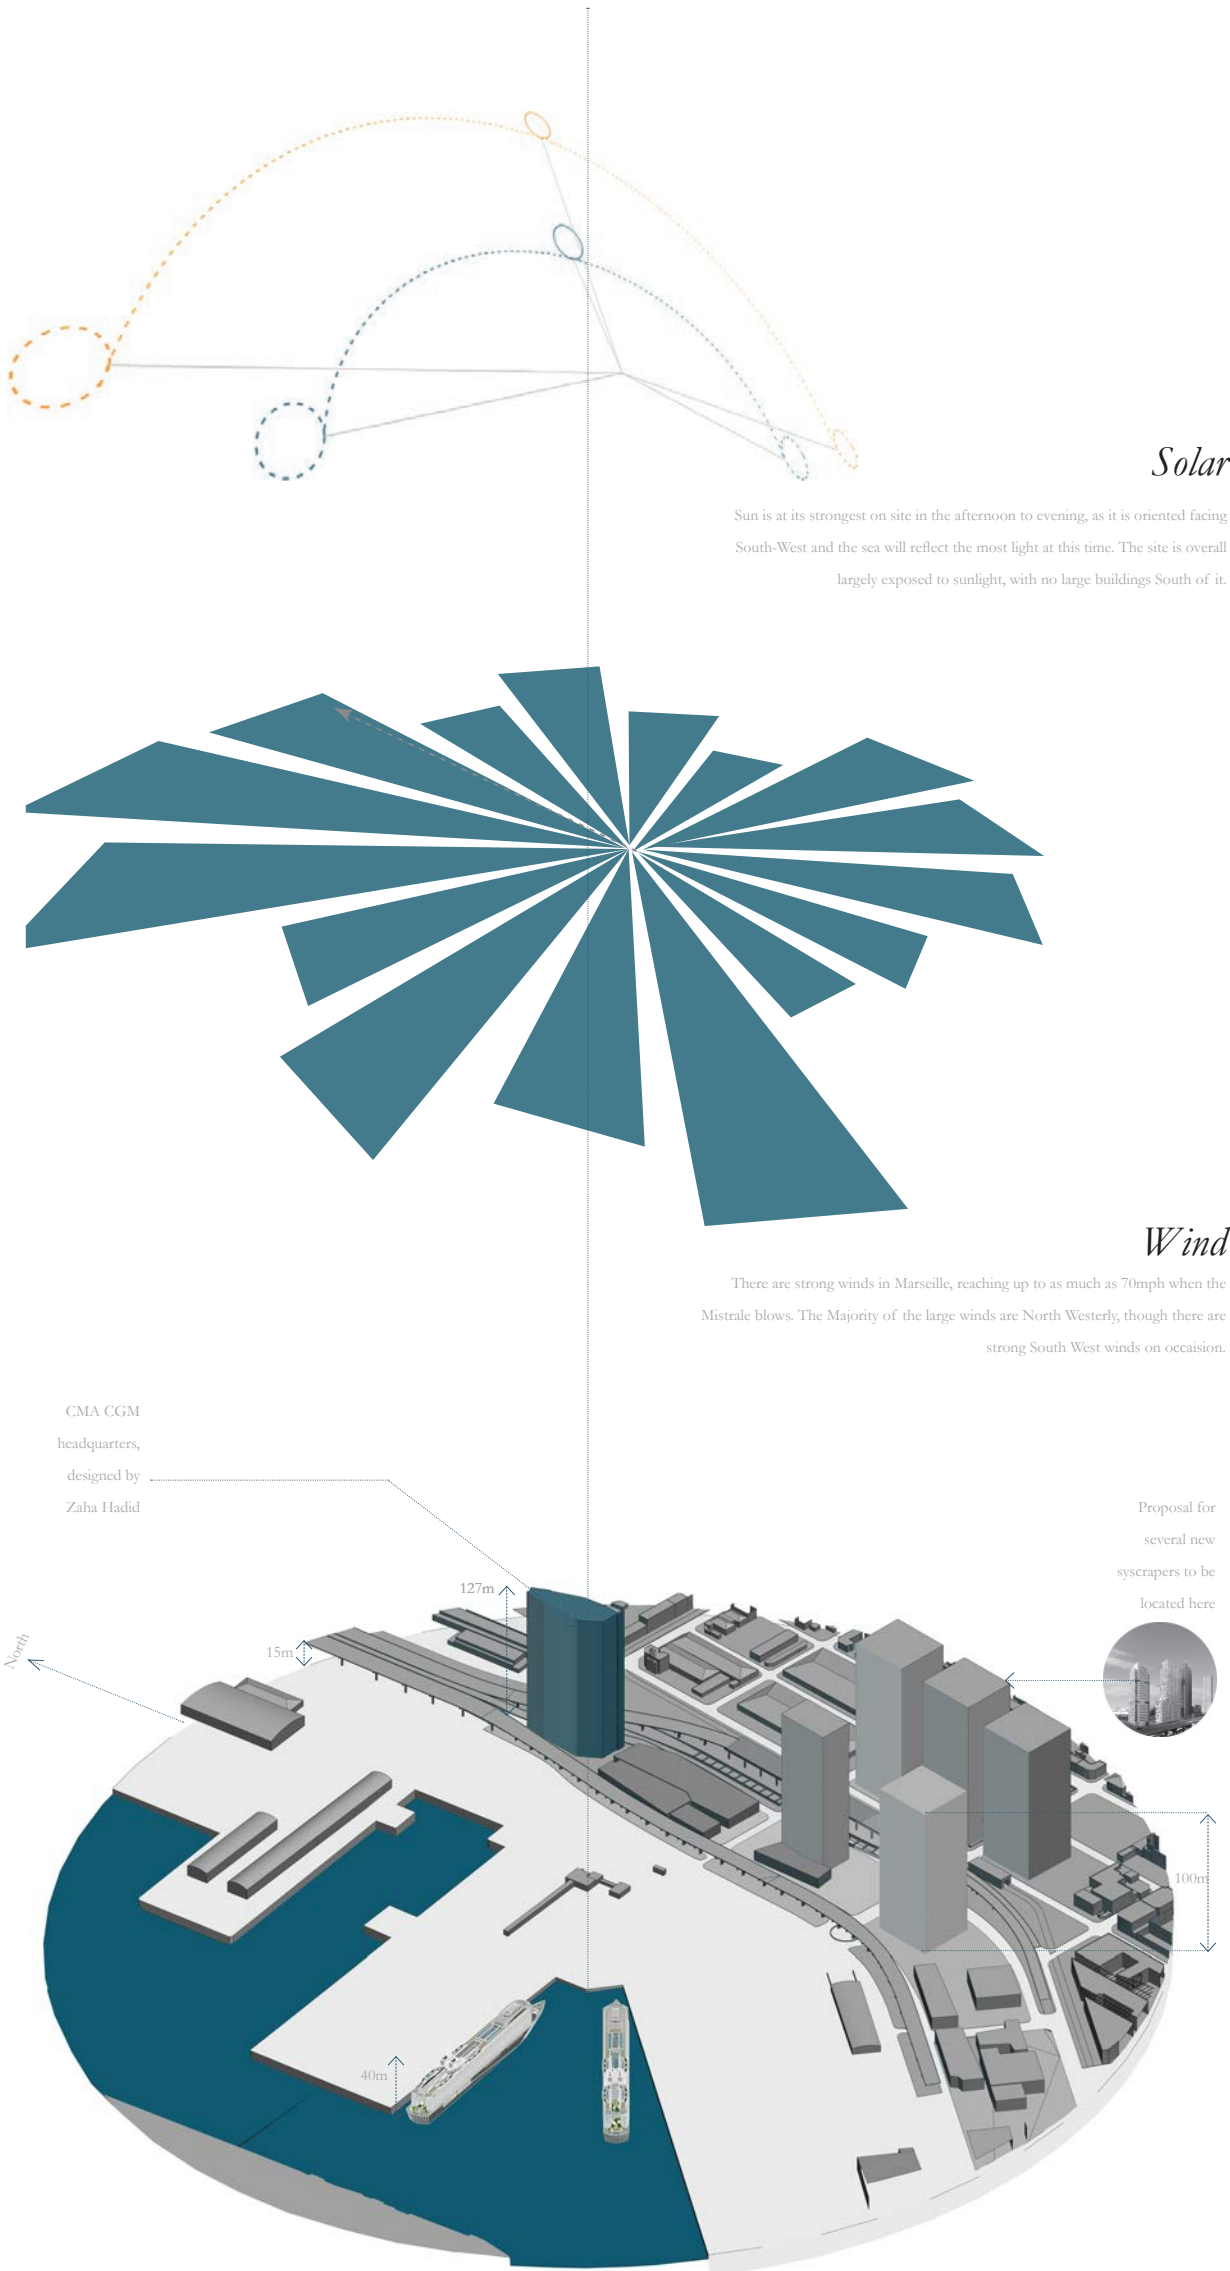 Solar
Sun is at its strongest on site in the afternoon to evening, as it is oriented facing
South-West and the sea will reflect the most light at this time. The site is overall
largely exposed to sunlight, with no large buildings South of it.
Wind
There are strong winds in Marseille, reaching up to as much as 70mph when the
Mistrale blows. The Majority of the large winds are North Westerly, though there are
strong South West winds on occaision.
CMA CGM
headquarters,
designed by
Zaha Hadid
Proposal for
several new
syscrapers to be
located here
127m
15m
North
100m
40m